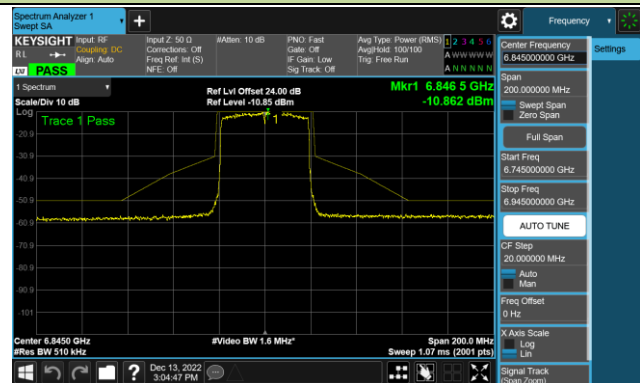 Spectrum Analyzer 1
Swept SA
Frequency
KEYSIGHT
RL
LXI
PASS
Input: RF
Coupling: DC
Align: Auto
Input Z: 50 Ω
Corrections: Off
Freq Ref: Int (S)
NFE: Off
#Atten: 10 dB
PNO: Fast
Gate: Off
IF Gain: Low
Sig Track: Off
Avg Type: Power (RMS)
Avg|Hold: 100/100
Trig: Free Run
1 2 3 4 5 6
A W W W W W
A N N N N N
1 Spectrum
Scale/Div 10 dB
Log
Ref Lvl Offset 24.00 dB
Ref Level -10.85 dBm
Mkr1 6.846 5 GHz
-10.862 dBm
Trace 1 Pass
1
-20.9
-30.9
-40.9
-50.9
-60.9
-70.9
-80.9
-90.9
-101
Center 6.8450 GHz
#Res BW 510 kHz
#Video BW 1.6 MHz*
Span 200.0 MHz
Sweep 1.07 ms (2001 pts)
Dec 13, 2022
3:04:47 PM
Center Frequency
6.845000000 GHz
Settings
Span
200.000000 MHz
Swept Span
Zero Span
Full Span
Start Freq
6.745000000 GHz
Stop Freq
6.945000000 GHz
AUTO TUNE
CF Step
20.000000 MHz
Auto
Man
Freq Offset
0 Hz
X Axis Scale
Log
Lin
Signal Track
(Span Zoom)